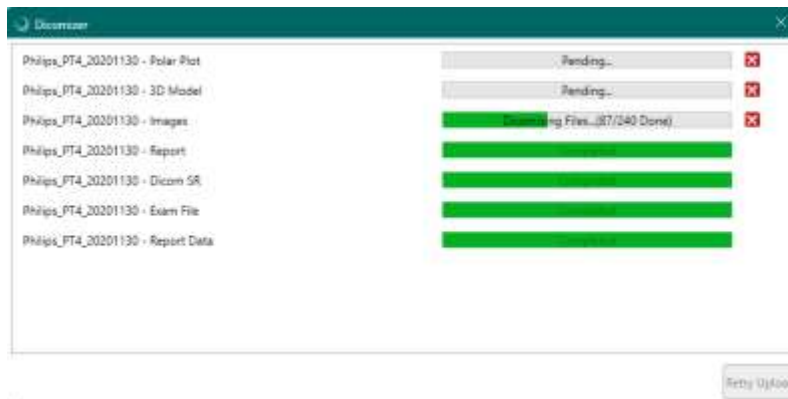 Dicomizer
Philips_PT4_20201130 - Polar Plot Pending...
Philips_PT4_20201130 - 3D Model Pending...
Philips_PT4_20201130 - Images Dicomizing Files...(87/240 Done)
Philips_PT4_20201130 - Report
Philips_PT4_20201130 - Dicom SR
Philips_PT4_20201130 - Exam File
Philips_PT4_20201130 - Report Data
Retry Uploa